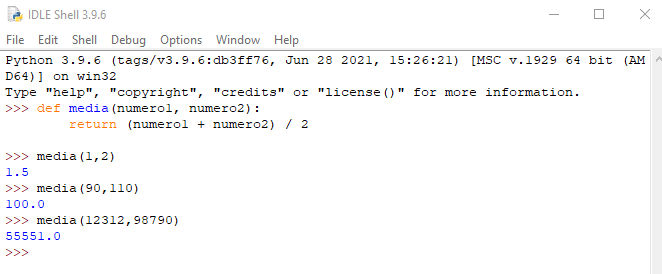 IDLE Shell 3.9.6
File Edit Shell Debug Options Window Help
Python 3.9.6 (tags/v3.9.6:db3ff76, Jun 28 2021, 15:26:21) [MSC v.1929 64 bit (AM
D64)] on win32
Type "help", "copyright", "credits" or "license()" for more information.
>>> def media(numero1, numero2):
        return (numero1 + numero2) / 2

>>> media(1,2)
1.5
>>> media(90,110)
100.0
>>> media(12312,98790)
55551.0
>>>